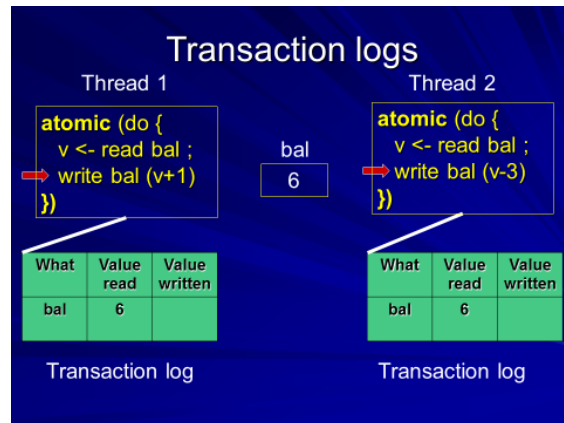 Transaction logs
Thread 1
atomic (do {
v <- read bal ;
write bal (v+1)
})
bal
6
Thread 2
atomic (do {
v <- read bal ;
write bal (v-3)
})
What Value read Value written
bal 6
Transaction log
What Value read Value written
bal 6
Transaction log